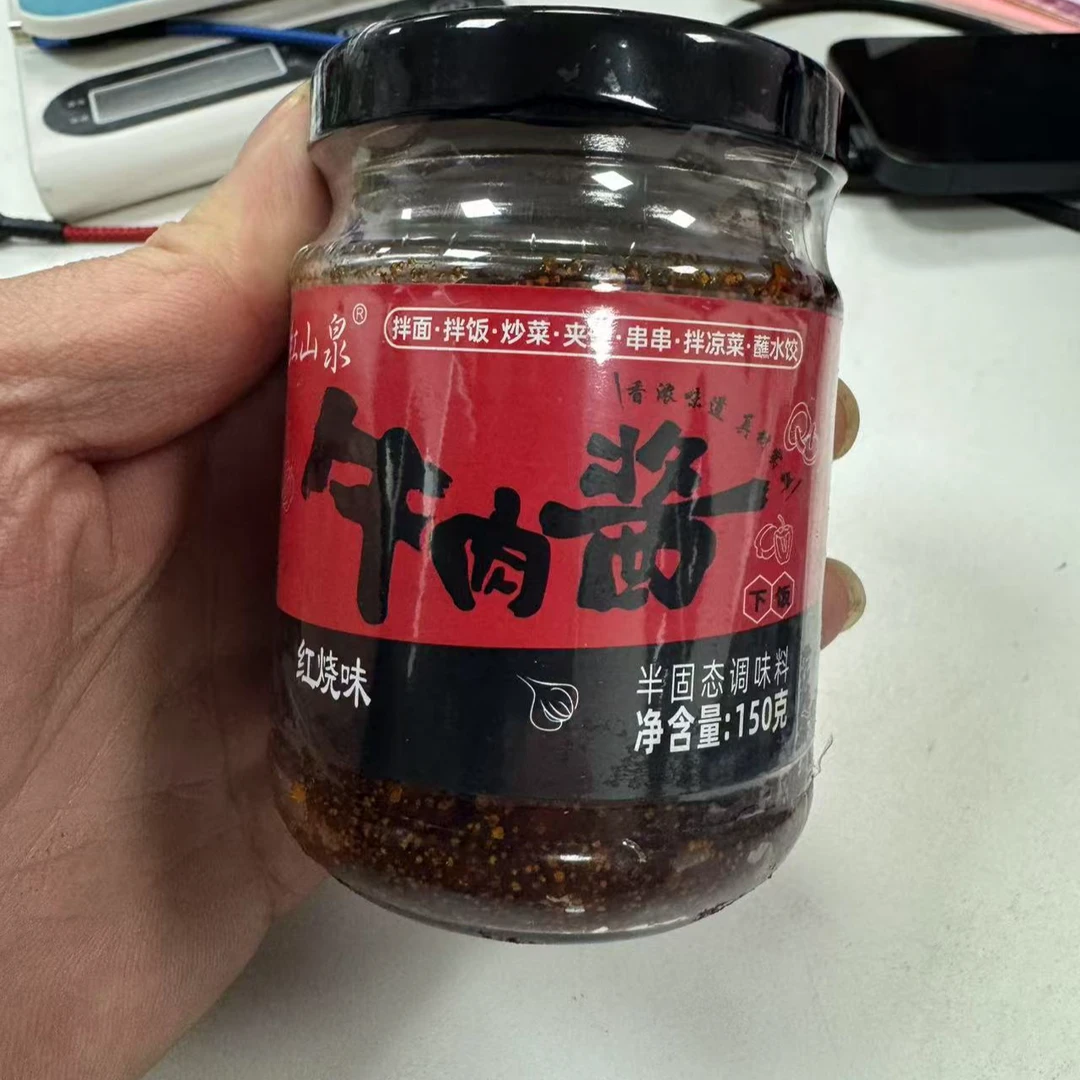 山泉®
拌面·拌饭·炒菜·夹馍·串串·拌凉菜·蘸水饺
香浓味道
牛肉酱
下饭
红烧味
半固态调味料
净含量:150克